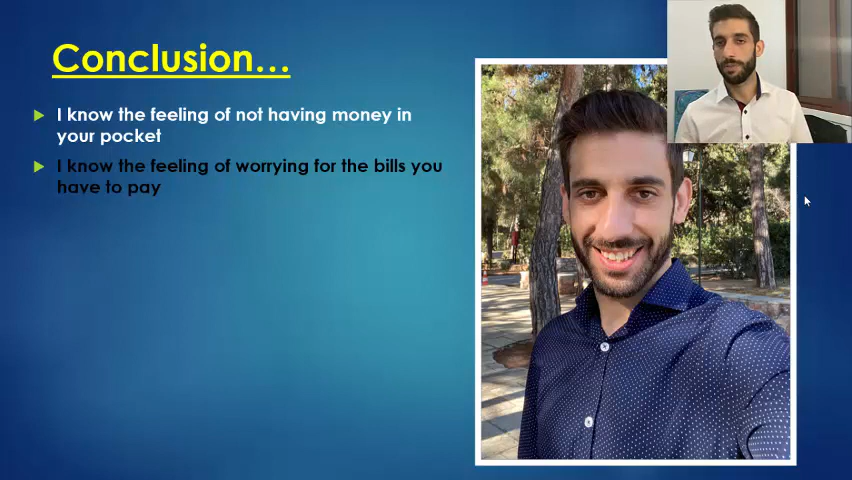 Conclusion…
I know the feeling of not having money in
your pocket
I know the feeling of worrying for the bills you
have to pay